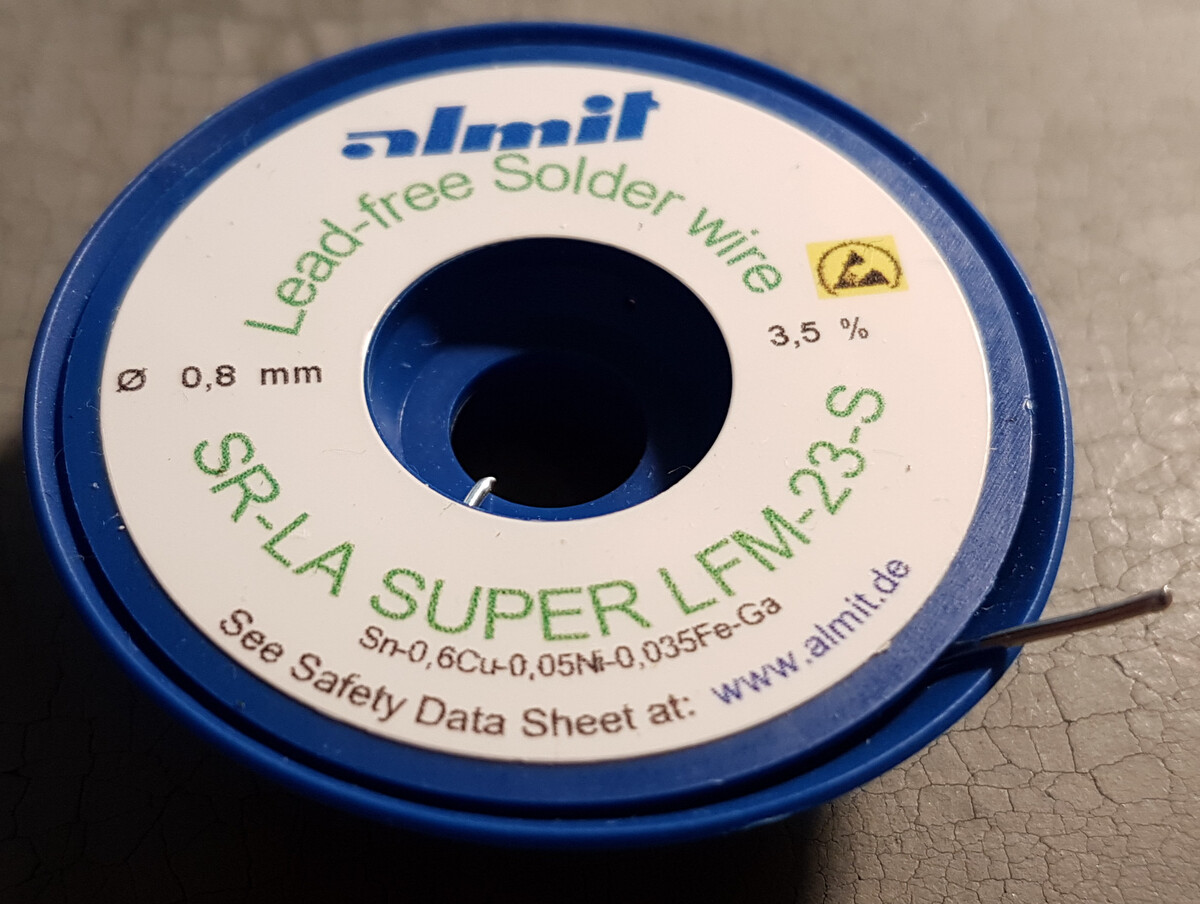 almit
Lead-free Solder wire
Ø 0,8 mm
3,5 %
SR-LA SUPER LFM-23-S
Sn-0,6Cu-0,05Ni-0,035Fe-Ga
See Safety Data Sheet at: www.almit.de